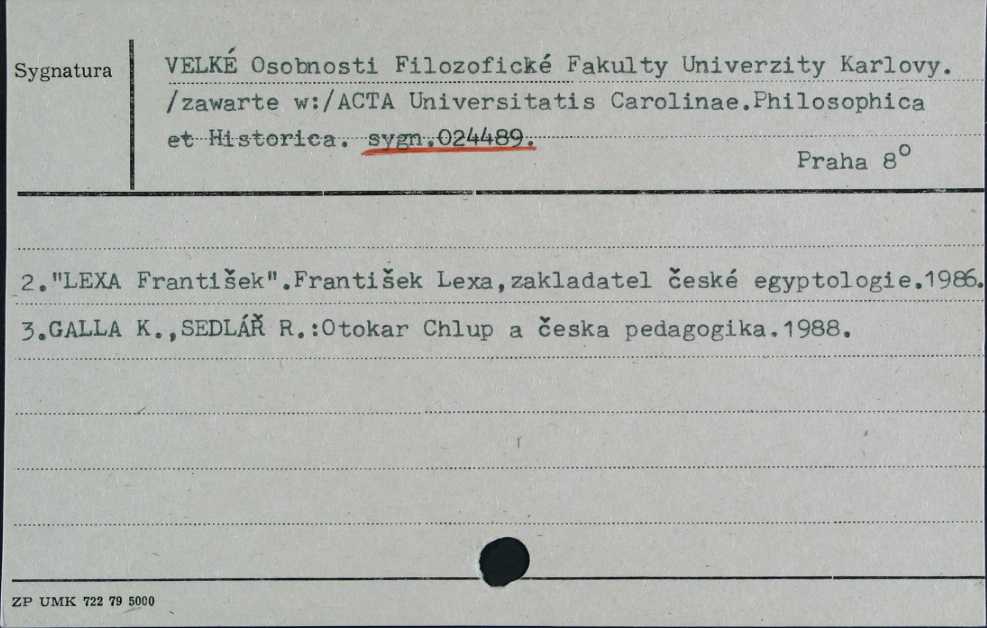 Sygnatura
VELKÉ Osobnosti Filozofické Fakulty Univerzity Karlovy.
/zawarte w:/ACTA Universitatis Carolinae.Philosophica
et Historica. sygn.024489.
Praha 8°
2."LEXA František".František Lexa,zakladatel české egyptologie.1986.
3.GALLA K.,SEDLÁŘ R.:Otokar Chlup a česka pedagogika.1988.
ZP UMK 722 79 5000